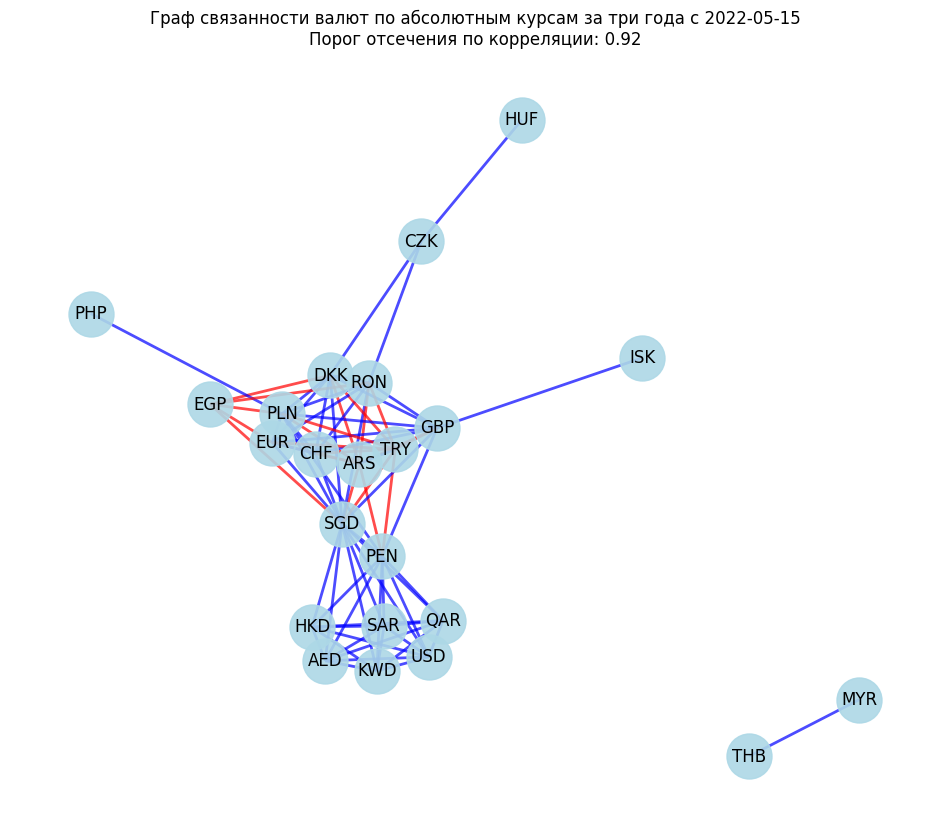 Граф связанности валют по абсолютным курсам за три года с 2022-05-15
Порог отсечения по корреляции: 0.92
HUF
CZK
PHP
ISK
DKK
RON
EGP
PLN
GBP
EUR
CHF
TRY
ARS
SGD
PEN
HKD
SAR
QAR
AED
KWD
USD
MYR
THB